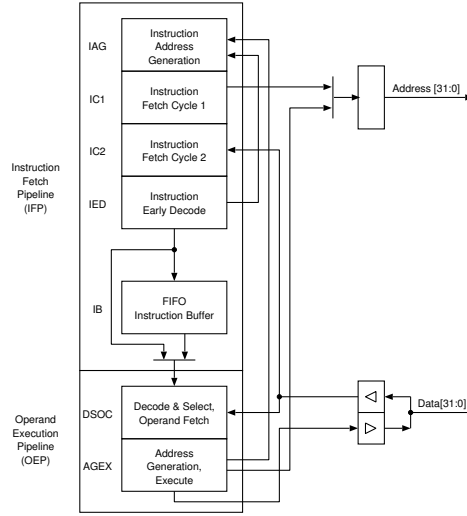 IAG
Instruction
Address
Generation
IC1
Instruction
Fetch Cycle 1
IC2
Instruction
Fetch Cycle 2
IED
Instruction
Early Decode
Instruction
Fetch
Pipeline
(IFP)
IB
FIFO
Instruction Buffer
DSOC
Decode & Select,
Operand Fetch
Operand
Execution
Pipeline
(OEP)
AGEX
Address
Generation,
Execute
Address [31:0]
Data[31:0]